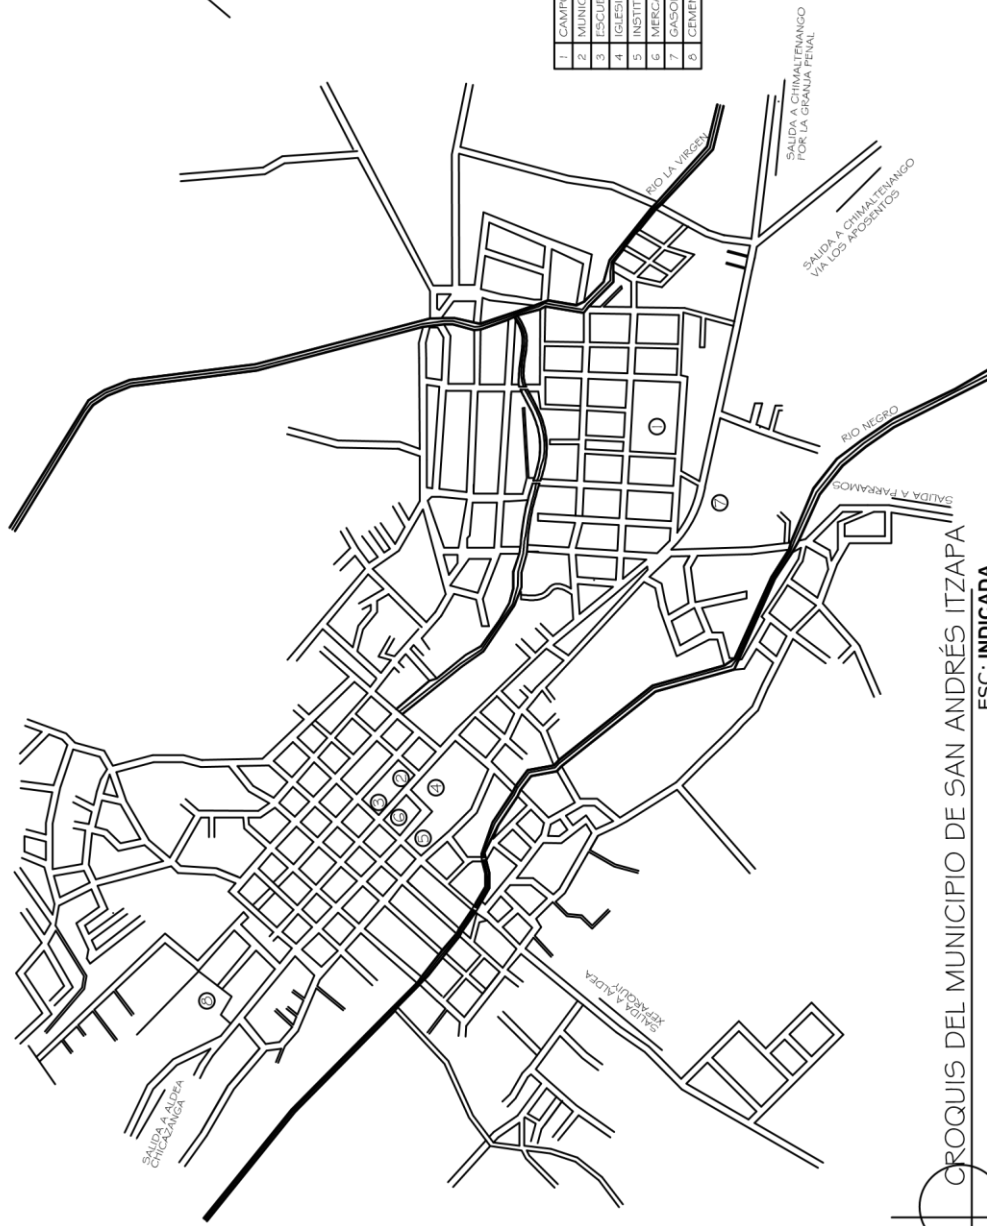 1 CAMP
2 MUNIC
3 ESCUE
4 IGLESI
5 INSTIT
6 MERCA
7 GASO
8 CEMEN
SALIDA A CHIMALTENANGO
POR LA GRANJA PENAL
SALIDA A CHIMALTENANGO
VIA LOS APOSENTOS
RIO LA VIRGEN
RIO NEGRO
SALIDA A PARRAMOS
SALIDA A ALDEA
XEPARQUIY
SALIDA A ALDEA
CHICAZANGA
1
7
2
3
6
4
5
8
CROQUIS DEL MUNICIPIO DE SAN ANDRÉS ITZAPA
ESC: INDICADA